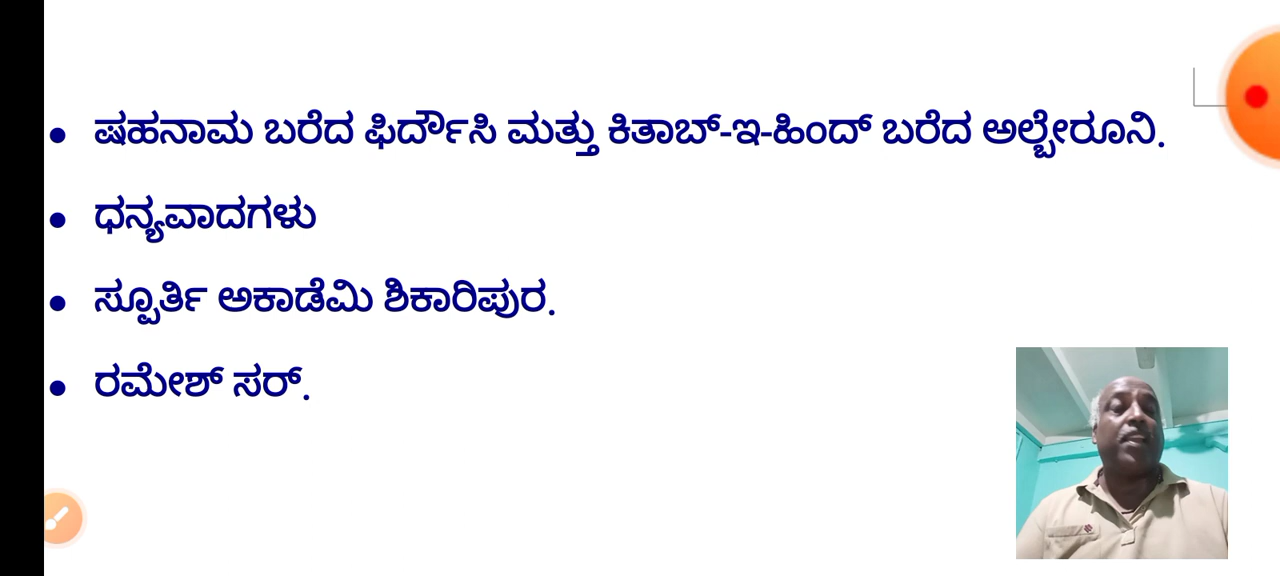 ಷಹನಾಮ ಬರೆದ ಫಿರ್ದೌಸಿ ಮತ್ತು ಕಿತಾಬ್-ಇ-ಹಿಂದ್ ಬರೆದ ಅಲ್ಬೇರೂನಿ.
ಧನ್ಯವಾದಗಳು
ಸ್ಪೂರ್ತಿ ಅಕಾಡೆಮಿ ಶಿಕಾರಿಪುರ.
ರಮೇಶ್ ಸರ್.